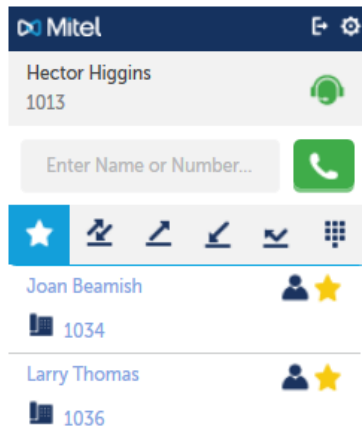 Mitel
Hector Higgins
1013
Enter Name or Number...
Joan Beamish
1034
Larry Thomas
1036